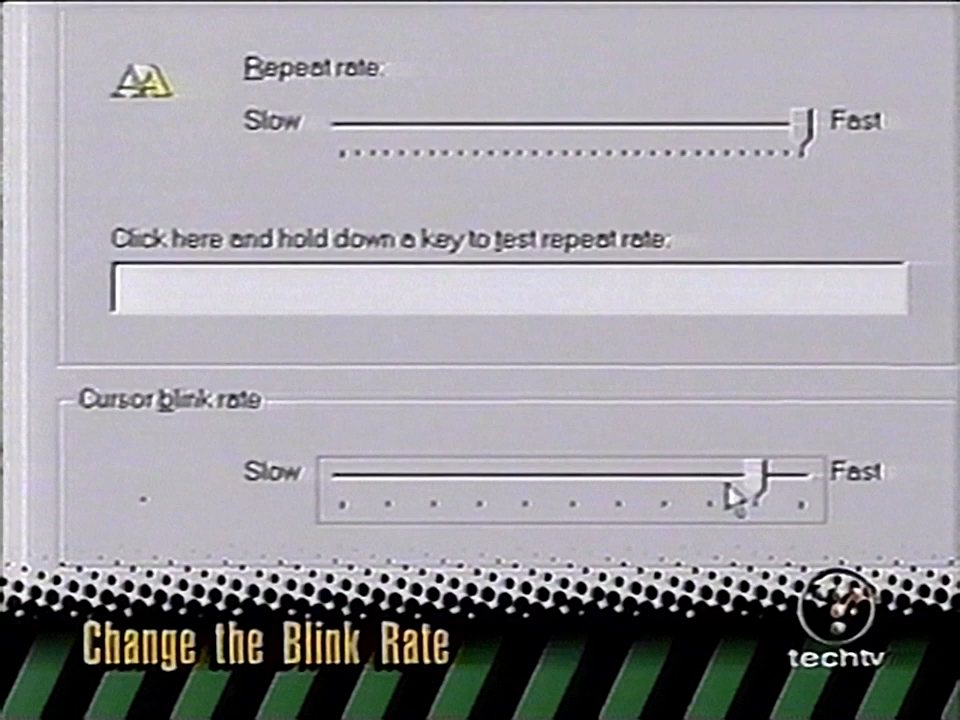 Repeat rate:
Slow Fast
Click here and hold down a key to test repeat rate:
Cursor blink rate
Slow Fast
Change the Blink Rate
techtv